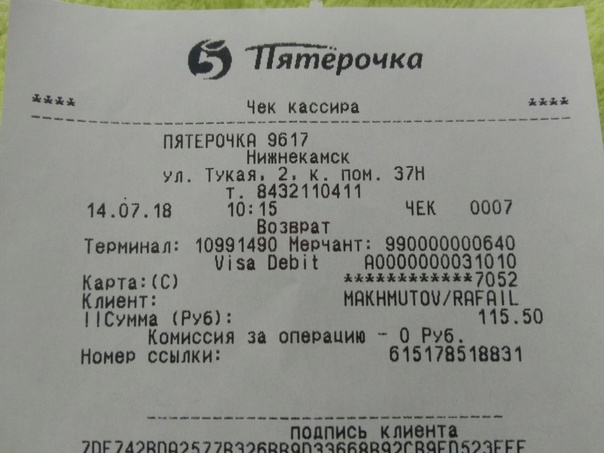 5 Пятёрочка
**** Чек кассира ****
ПЯТЕРОЧКА 9617
Нижнекамск
ул. Тукая, 2, к. пом. 37Н
т. 8432110411
14.07.18 10:15 ЧЕК 0007
Возврат
Терминал: 10991490 Мерчант: 990000000640
Visa Debit A0000000031010
Карта:(C) ************7052
Клиент: MAKHMUTOV/RAFAIL
||Сумма (Руб): 115.50
Комиссия за операцию - 0 Руб.
Номер ссылки: 615178518831
подпись клиента